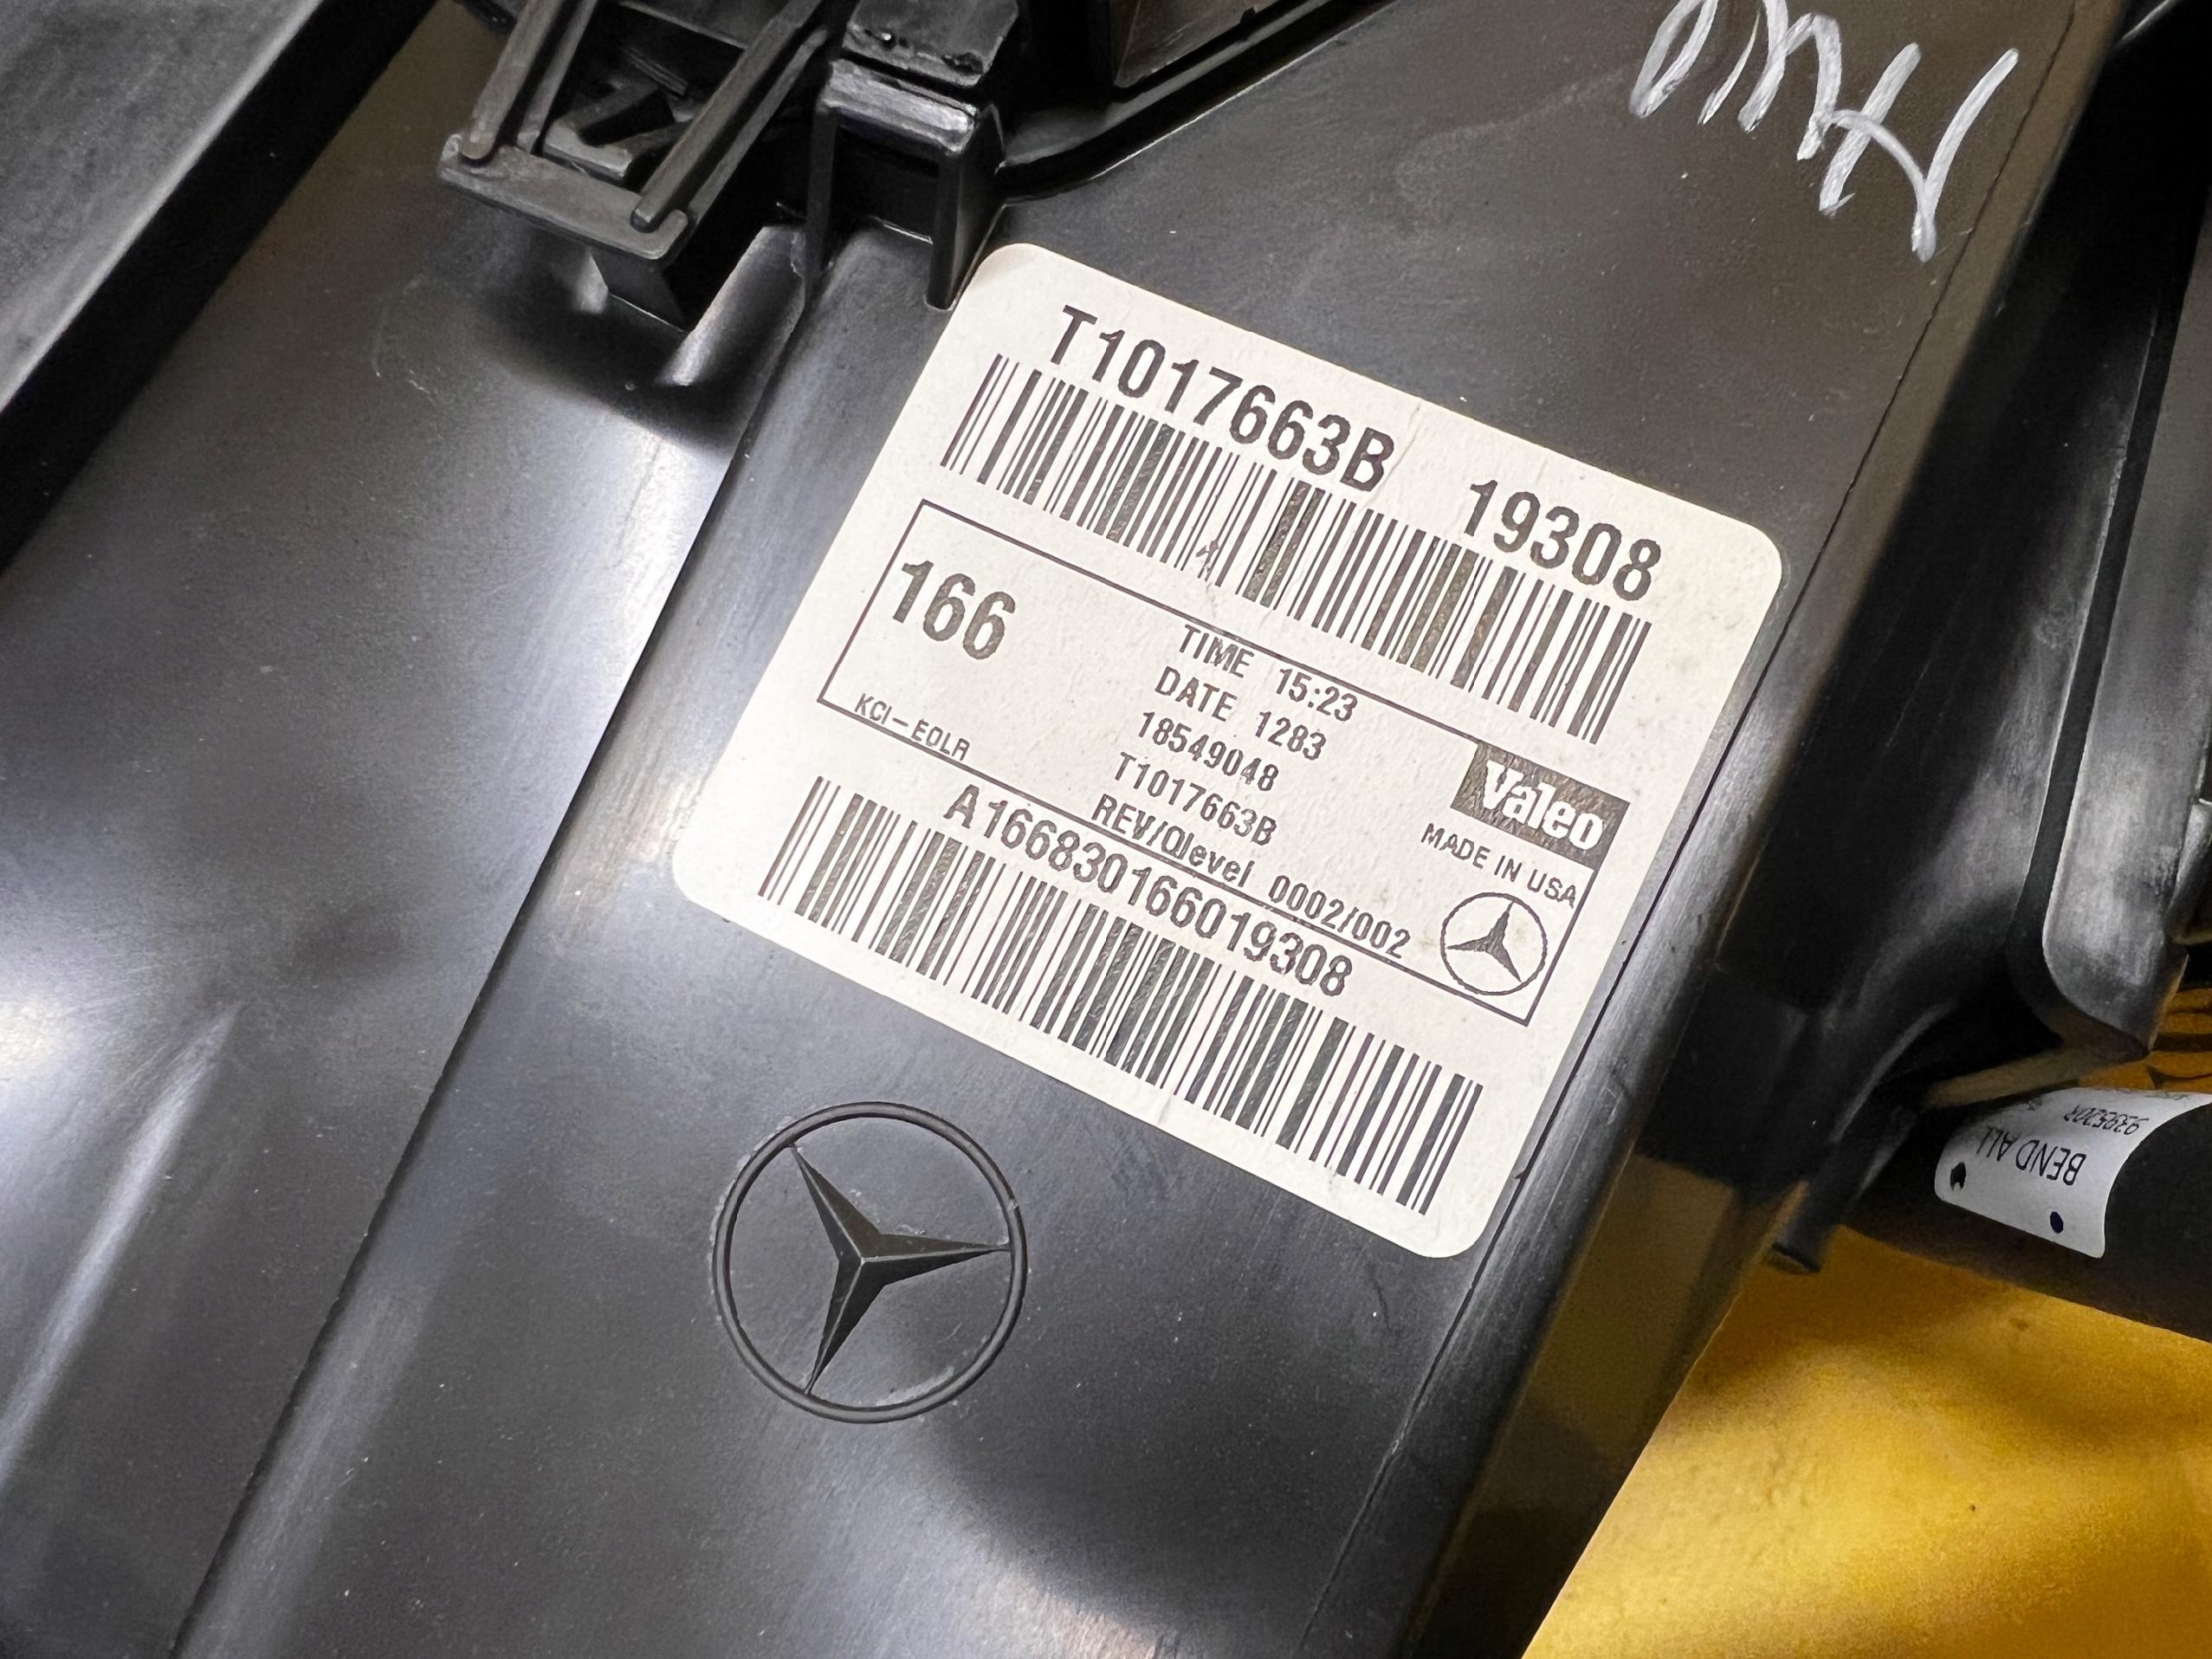 T1017663B 19308
166
TIME 15:23
DATE 1283
18549048
T1017663B
REV/Qlevel 0002/002
KCI-EOLA
Valeo
MADE IN USA
A166830166019308
BEND ALL